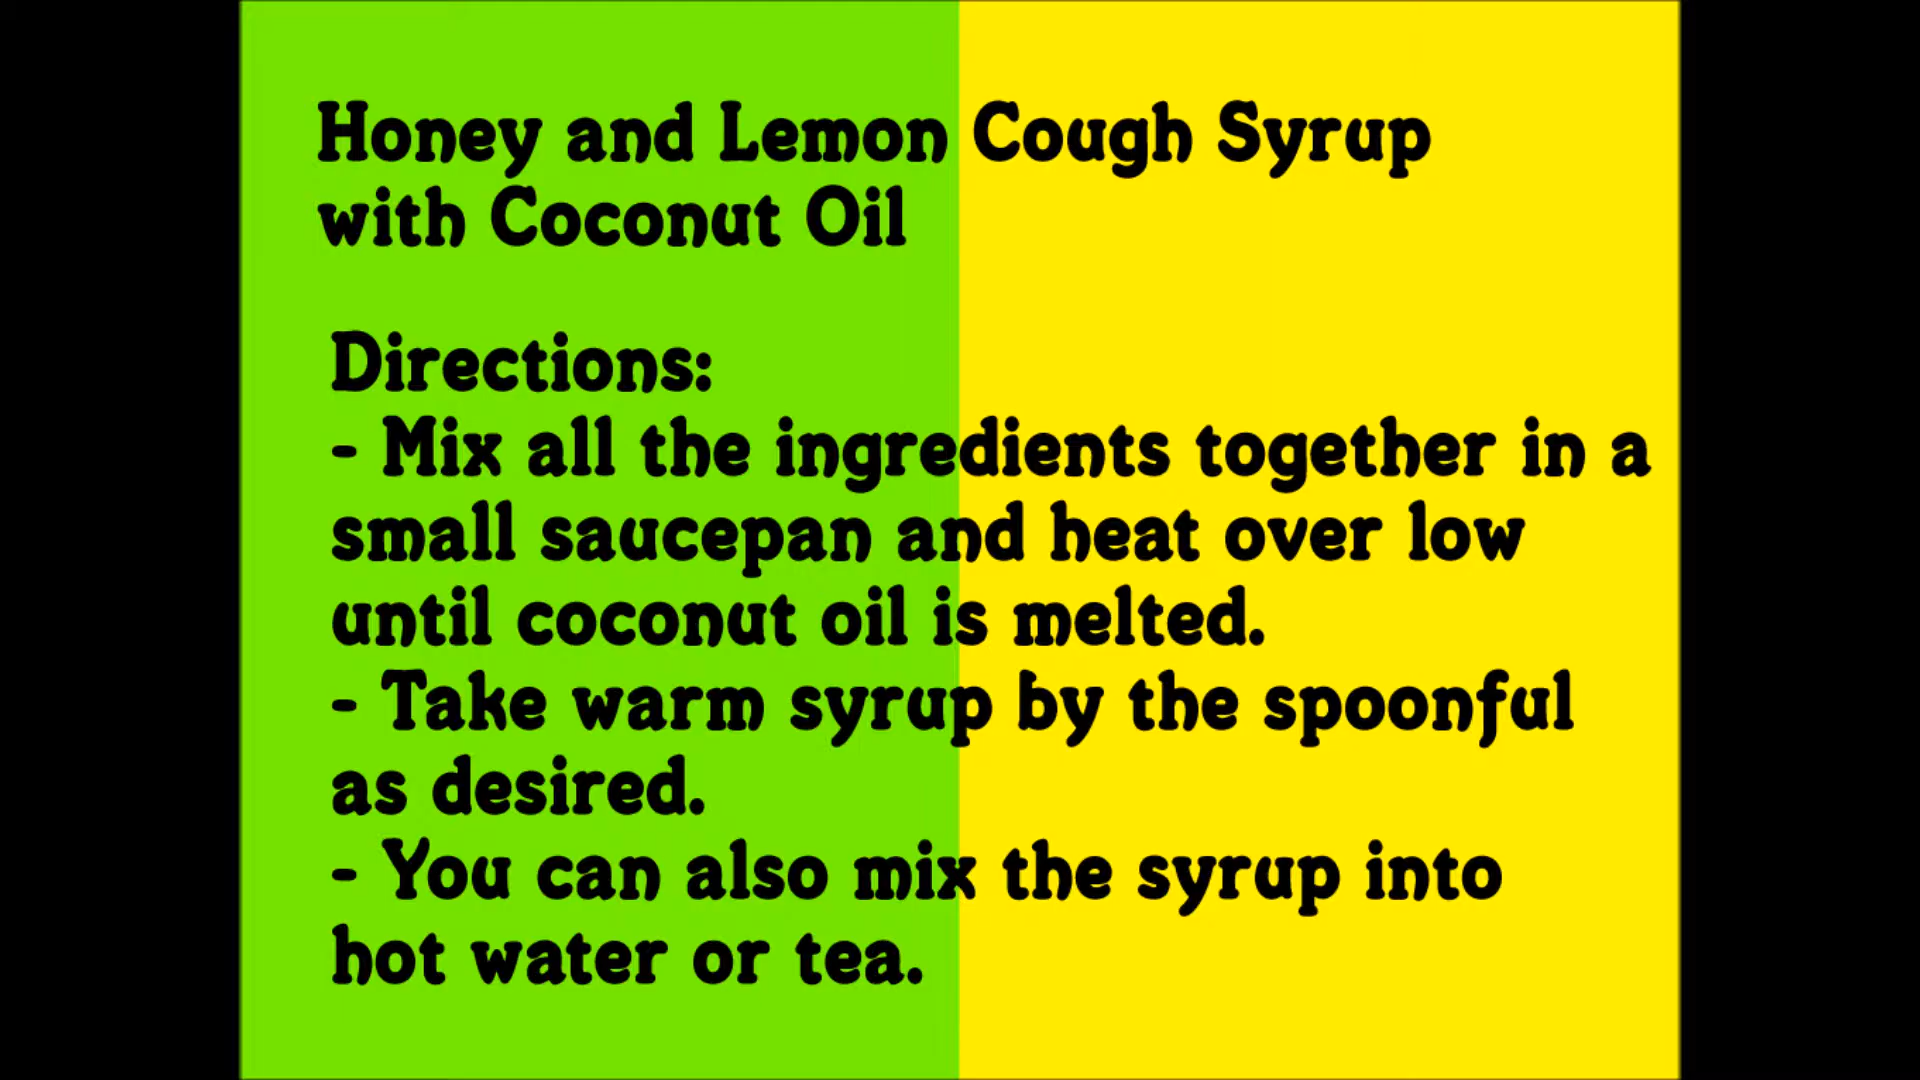 Honey and Lemon Cough Syrup
with Coconut Oil
Directions:
- Mix all the ingredients together in a
small saucepan and heat over low
until coconut oil is melted.
- Take warm syrup by the spoonful
as desired.
- You can also mix the syrup into
hot water or tea.